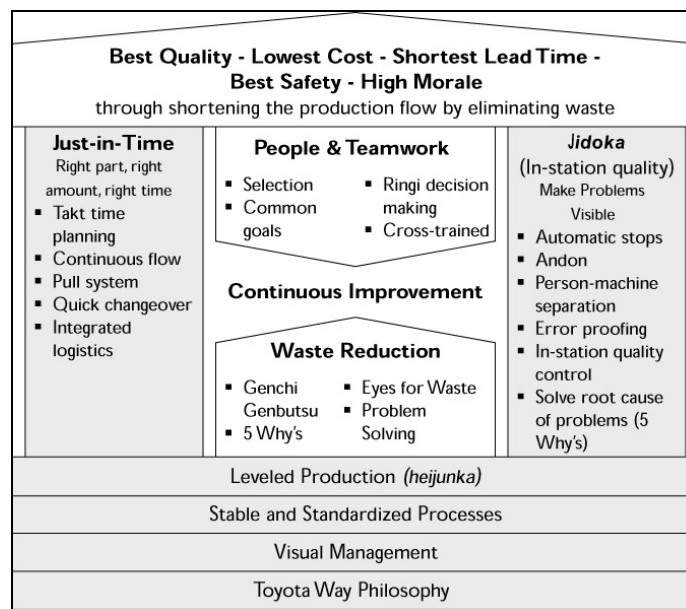 Best Quality - Lowest Cost - Shortest Lead Time -
Best Safety - High Morale
through shortening the production flow by eliminating waste
Just-in-Time
Right part, right
amount, right time
▪ Takt time
planning
▪ Continuous flow
▪ Pull system
▪ Quick changeover
▪ Integrated
logistics
People & Teamwork
▪ Selection
▪ Common
goals
▪ Ringi decision
making
▪ Cross-trained
Continuous Improvement
Waste Reduction
▪ Genchi
Genbutsu
▪ 5 Why's
▪ Eyes for Waste
▪ Problem
Solving
Jidoka
(In-station quality)
Make Problems
Visible
▪ Automatic stops
▪ Andon
▪ Person-machine
separation
▪ Error proofing
▪ In-station quality
control
▪ Solve root cause
of problems (5
Why's)
Leveled Production (heijunka)
Stable and Standardized Processes
Visual Management
Toyota Way Philosophy